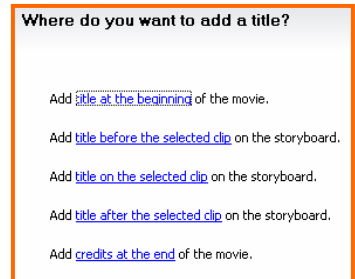 Where do you want to add a title?
Add title at the beginning of the movie.
Add title before the selected clip on the storyboard.
Add title on the selected clip on the storyboard.
Add title after the selected clip on the storyboard.
Add credits at the end of the movie.